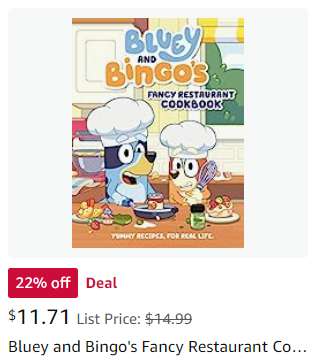 BLUEY
AND
BINGO'S
FANCY RESTAURANT
COOKBOOK
YUMMY RECIPES, FOR REAL LIFE.
22% off Deal
$11.71 List Price: $14.99
Bluey and Bingo's Fancy Restaurant Co...